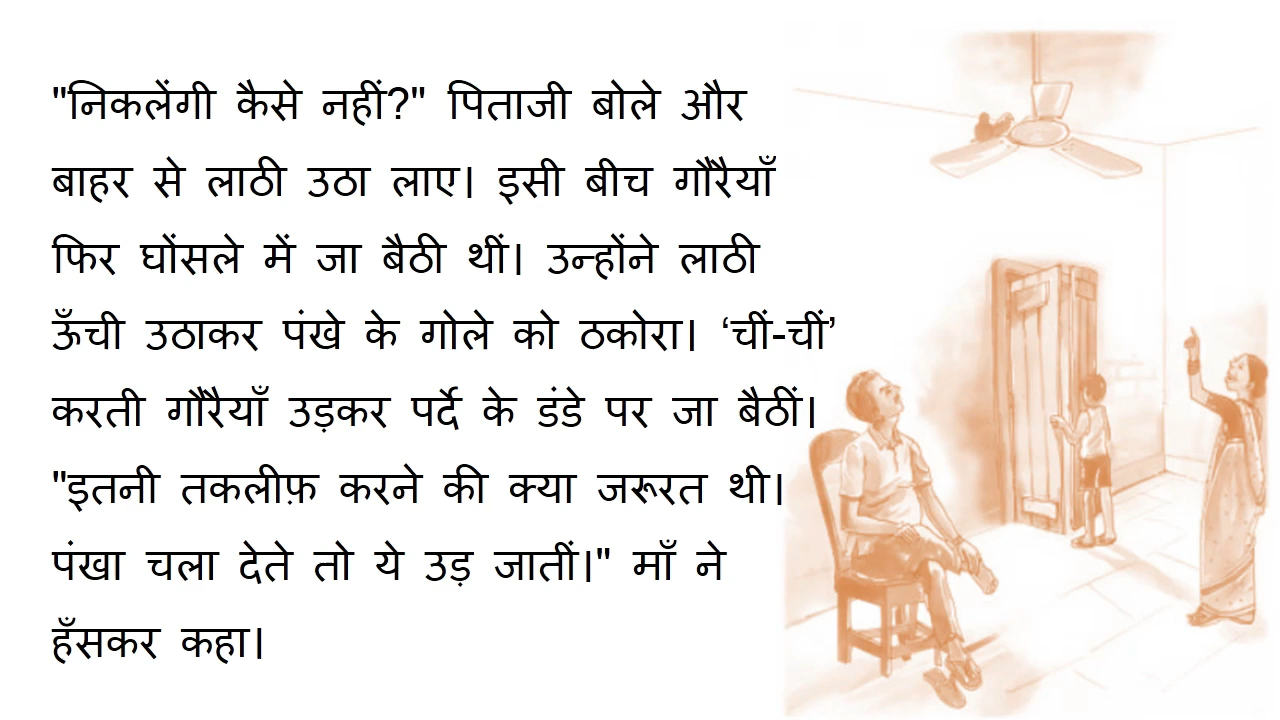 "निकलेंगी कैसे नहीं?" पिताजी बोले और
बाहर से लाठी उठा लाए। इसी बीच गौरैयाँ
फिर घोंसले में जा बैठी थीं। उन्होंने लाठी
ऊँची उठाकर पंखे के गोले को ठकोरा। ‘चीं-चीं’
करती गौरैयाँ उड़कर पर्दे के डंडे पर जा बैठीं।
"इतनी तकलीफ़ करने की क्या जरूरत थी।
पंखा चला देते तो ये उड़ जातीं।" माँ ने
हँसकर कहा।